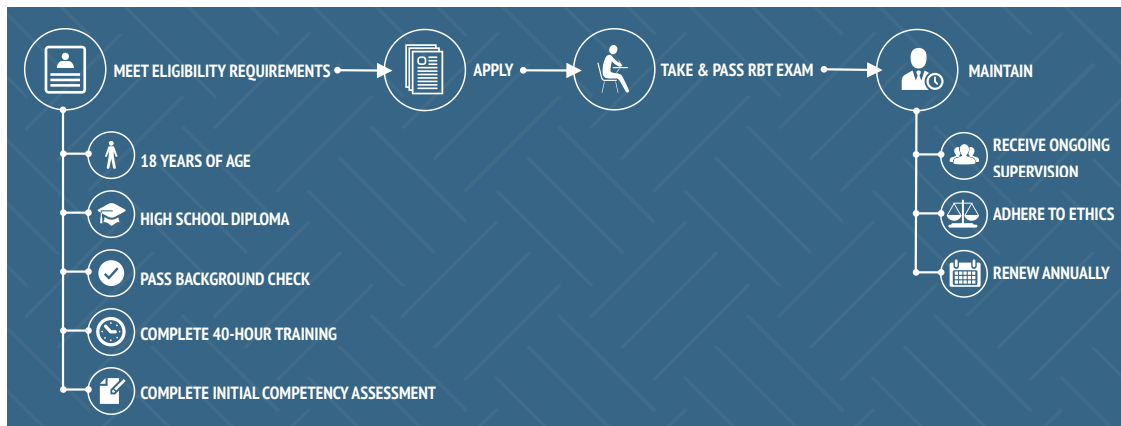 MEET ELIGIBILITY REQUIREMENTS
APPLY
TAKE & PASS RBT EXAM
MAINTAIN
18 YEARS OF AGE
HIGH SCHOOL DIPLOMA
PASS BACKGROUND CHECK
COMPLETE 40-HOUR TRAINING
COMPLETE INITIAL COMPETENCY ASSESSMENT
RECEIVE ONGOING
SUPERVISION
ADHERE TO ETHICS
RENEW ANNUALLY